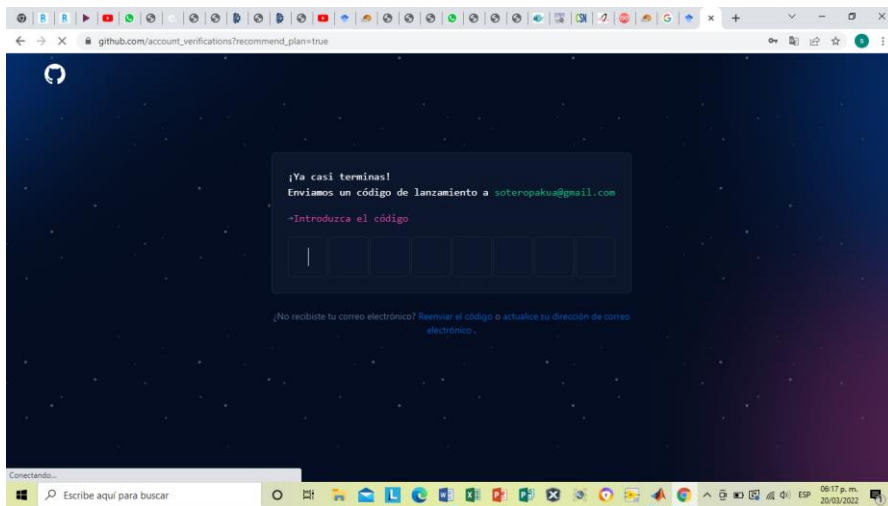 github.com/account_verifications?recommend_plan=true
¡Ya casi terminas!
Enviamos un código de lanzamiento a soteropakua@gmail.com
→Introduzca el código
¿No recibiste tu correo electrónico? Reenviar el código o actualice su dirección de correo
electrónico .
Conectando...
Escribe aquí para buscar
ESP
06:17 p. m.
20/03/2022